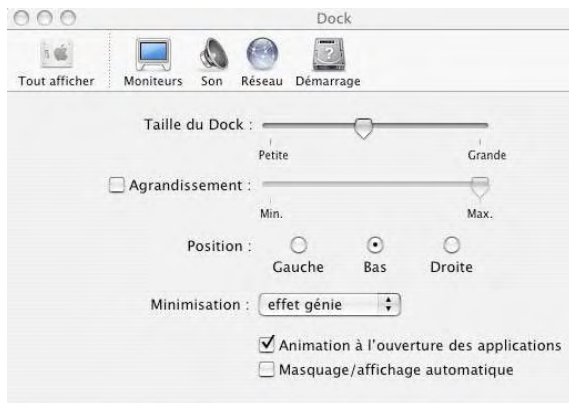 Dock
Tout afficher Moniteurs Son Réseau Démarrage
Taille du Dock :
Petite Grande
Agrandissement :
Min. Max.
Position :
Gauche Bas Droite
Minimisation : effet génie
Animation à l'ouverture des applications
Masquage/affichage automatique